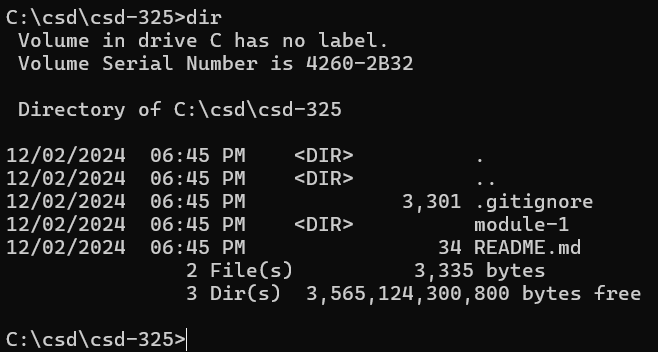 C:\csd\csd-325>dir
 Volume in drive C has no label.
 Volume Serial Number is 4260-2B32

 Directory of C:\csd\csd-325

12/02/2024  06:45 PM    <DIR>          .
12/02/2024  06:45 PM    <DIR>          ..
12/02/2024  06:45 PM             3,301 .gitignore
12/02/2024  06:45 PM    <DIR>          module-1
12/02/2024  06:45 PM                34 README.md
               2 File(s)          3,335 bytes
               3 Dir(s)  3,565,124,300,800 bytes free

C:\csd\csd-325>